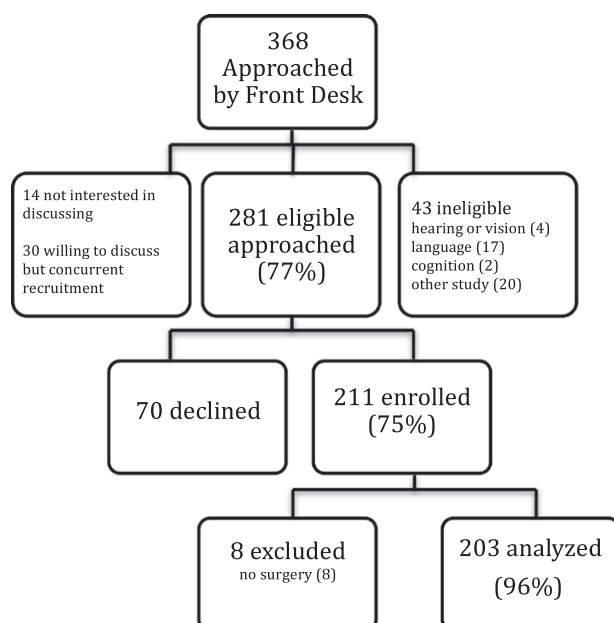 368
Approached
by Front Desk
14 not interested in
discussing
30 willing to discuss
but concurrent
recruitment
281 eligible
approached
(77%)
43 ineligible
hearing or vision (4)
language (17)
cognition (2)
other study (20)
70 declined
211 enrolled
(75%)
8 excluded
no surgery (8)
203 analyzed
(96%)